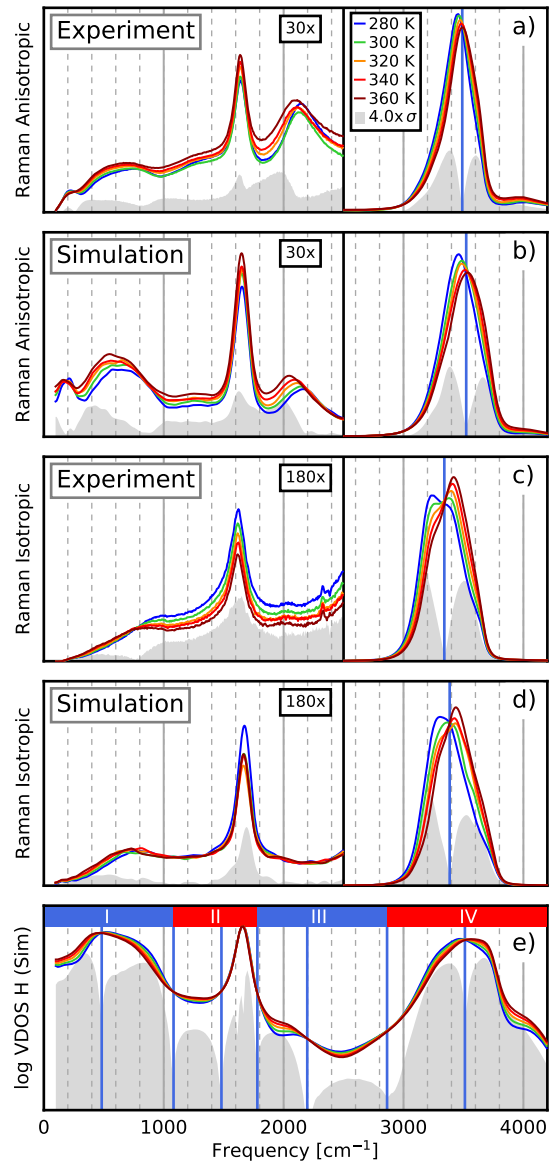 Experiment
30x
a)
280 K
300 K
320 K
340 K
360 K
4.0x σ
Raman Anisotropic
Simulation
30x
b)
Raman Anisotropic
Experiment
180x
c)
Raman Isotropic
Simulation
180x
d)
Raman Isotropic
I II III IV
e)
log VDOS H (Sim)
0 1000 2000 3000 4000
Frequency [cm⁻¹]